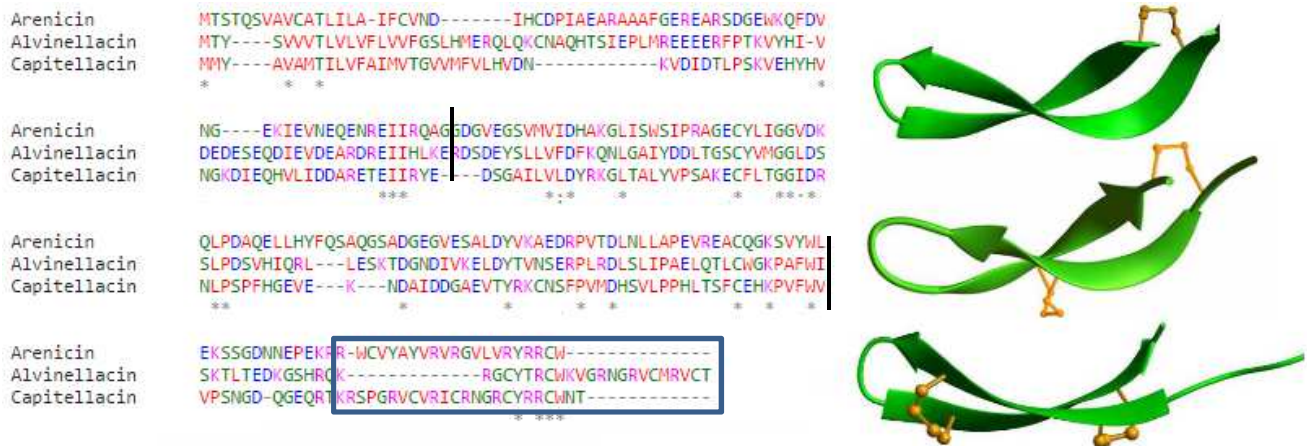 Arenicin MTSTQSVAVCATLILA-IFCVND-------IHCDPIAEARAAAFGEREARSDGEWKQFDV
Alvinellacin MTY----SVVVTLVLVFLVVFGSLHMERQLQKCNAQHTSIEPLMREEEERFPTKVYHI-V
Capitellacin MMY----AVAMTILVFAIMVTGVVMFVLHVDN------------KVDIDTLPSKVEHYHV
* * * *
Arenicin NG----EKIEVNEQENREIIRQAGGDGVEGSVMVIDHAKGLISWSIPRAGECYLIGGVDK
Alvinellacin DEDESEQDIEVDEARDREIIHLKERDSDEYSLLVFDFKQNLGAIYDDLTGSCYVMGGLDS
Capitellacin NGKDIEQHVLIDDARETEIIRYE----DSGAILVLDYRKGLTALYVPSAKECFLTGGIDR
*** *:* * * **·*
Arenicin QLPDAQELLHYFQSAQGSADGEGVESALDYVKAEDRPVTDLNLLAPEVREACQGKSVYWL
Alvinellacin SLPDSVHIQRL---LESKTDGNDIVKELDYTVNSERPLRDLSLIPAELQTLCWGKPAFWI
Capitellacin NLPSPFHGEVE---K---NDAIDDGAEVTYRKCNSFPVMDHSVLPPHLTSFCEHKPVFWV
** * * * * * * *
Arenicin EKSSGDNNEPEKRR-WCVYAYVRVRGVLVRYRRCW-------------
Alvinellacin SKTLTEDKGSHRQK-------------RGCYTRCWKVGRNGRVCMRVCT
Capitellacin VPSNGD-QGEQRTKRSPGRVCVRICRNGRCYRRCWNT------------
* ***